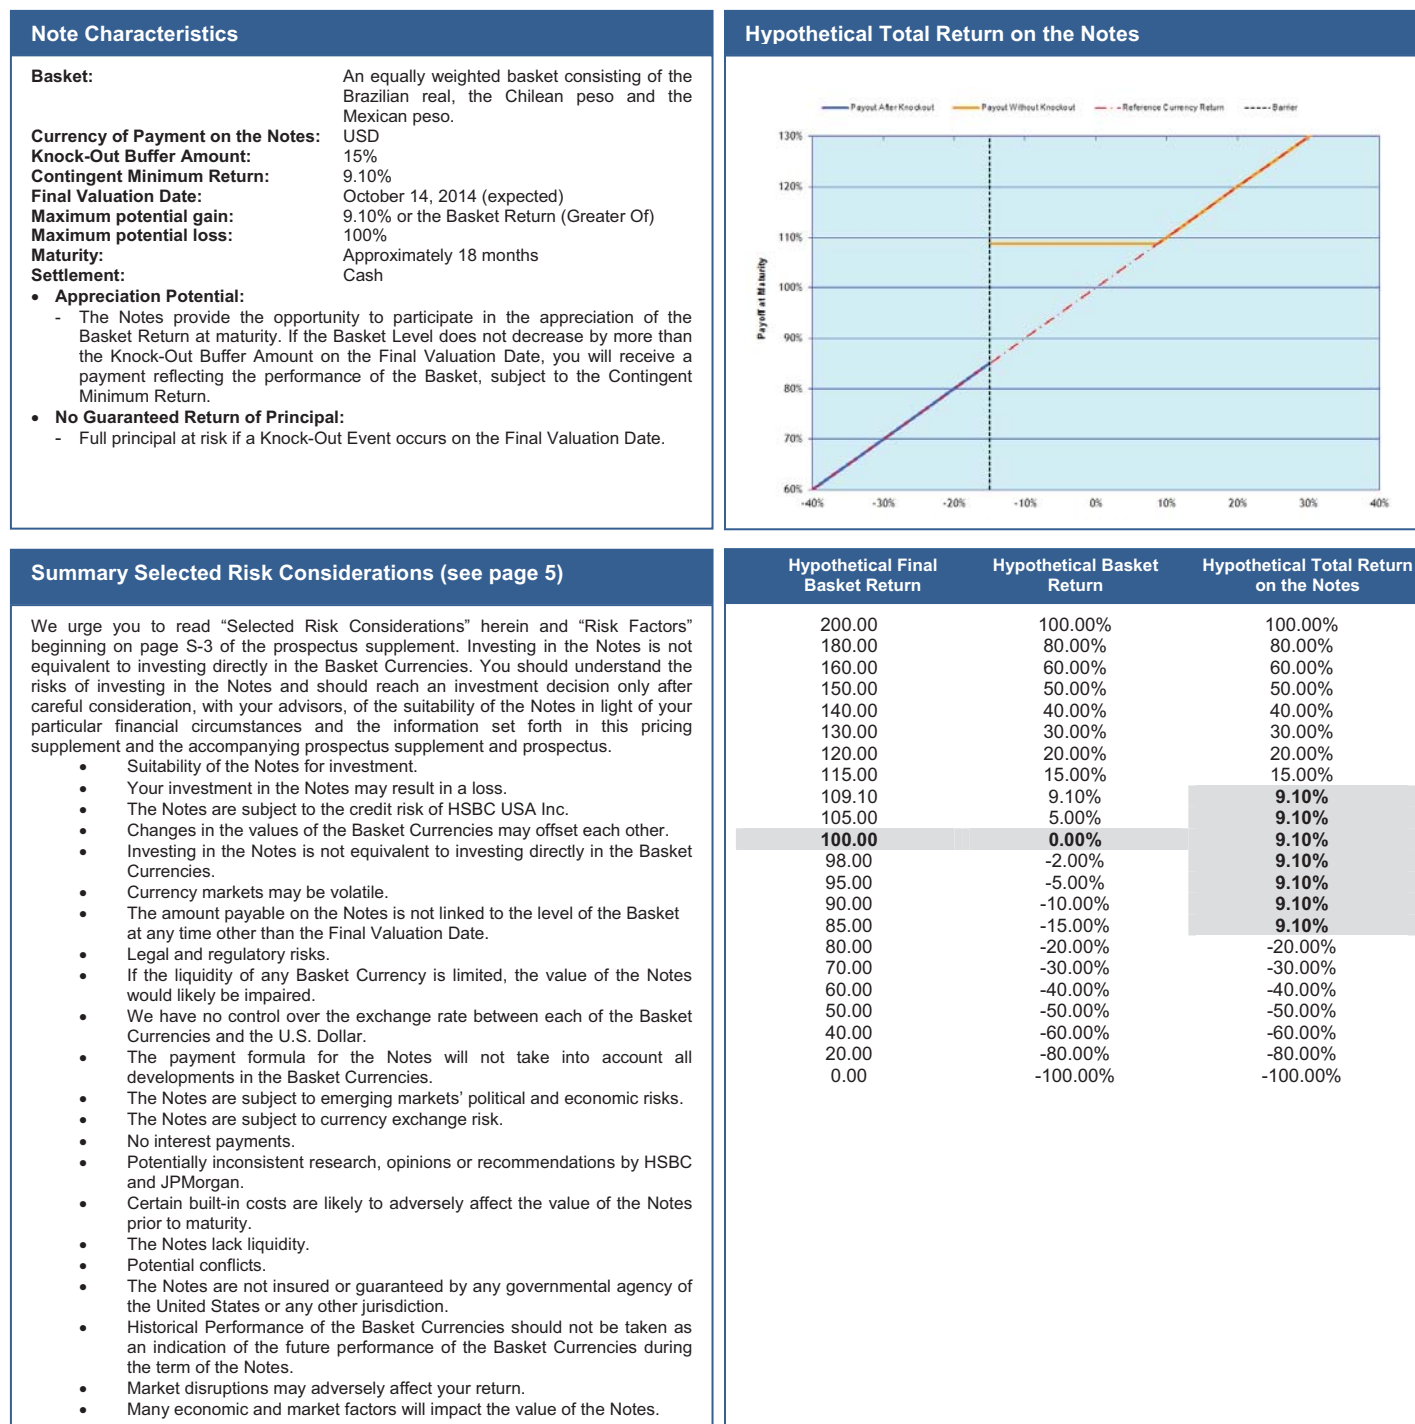 Note Characteristics
Basket: An equally weighted basket consisting of the
Brazilian real, the Chilean peso and the
Mexican peso.
Currency of Payment on the Notes: USD
Knock-Out Buffer Amount: 15%
Contingent Minimum Return: 9.10%
Final Valuation Date: October 14, 2014 (expected)
Maximum potential gain: 9.10% or the Basket Return (Greater Of)
Maximum potential loss: 100%
Maturity: Approximately 18 months
Settlement: Cash
• Appreciation Potential:
- The Notes provide the opportunity to participate in the appreciation of the
Basket Return at maturity. If the Basket Level does not decrease by more than
the Knock-Out Buffer Amount on the Final Valuation Date, you will receive a
payment reflecting the performance of the Basket, subject to the Contingent
Minimum Return.
• No Guaranteed Return of Principal:
- Full principal at risk if a Knock-Out Event occurs on the Final Valuation Date.
Hypothetical Total Return on the Notes
Payout After Knockout Payout Without Knockout Reference Currency Return Barrier
Payoff at Maturity
130%
120%
110%
100%
90%
80%
70%
60%
-40% -30% -20% -10% 0% 10% 20% 30% 40%
Summary Selected Risk Considerations (see page 5)
We urge you to read “Selected Risk Considerations” herein and “Risk Factors”
beginning on page S-3 of the prospectus supplement. Investing in the Notes is not
equivalent to investing directly in the Basket Currencies. You should understand the
risks of investing in the Notes and should reach an investment decision only after
careful consideration, with your advisors, of the suitability of the Notes in light of your
particular financial circumstances and the information set forth in this pricing
supplement and the accompanying prospectus supplement and prospectus.
• Suitability of the Notes for investment.
• Your investment in the Notes may result in a loss.
• The Notes are subject to the credit risk of HSBC USA Inc.
• Changes in the values of the Basket Currencies may offset each other.
• Investing in the Notes is not equivalent to investing directly in the Basket
Currencies.
• Currency markets may be volatile.
• The amount payable on the Notes is not linked to the level of the Basket
at any time other than the Final Valuation Date.
• Legal and regulatory risks.
• If the liquidity of any Basket Currency is limited, the value of the Notes
would likely be impaired.
• We have no control over the exchange rate between each of the Basket
Currencies and the U.S. Dollar.
• The payment formula for the Notes will not take into account all
developments in the Basket Currencies.
• The Notes are subject to emerging markets’ political and economic risks.
• The Notes are subject to currency exchange risk.
• No interest payments.
• Potentially inconsistent research, opinions or recommendations by HSBC
and JPMorgan.
• Certain built-in costs are likely to adversely affect the value of the Notes
prior to maturity.
• The Notes lack liquidity.
• Potential conflicts.
• The Notes are not insured or guaranteed by any governmental agency of
the United States or any other jurisdiction.
• Historical Performance of the Basket Currencies should not be taken as
an indication of the future performance of the Basket Currencies during
the term of the Notes.
• Market disruptions may adversely affect your return.
• Many economic and market factors will impact the value of the Notes.
Hypothetical Final Hypothetical Basket Hypothetical Total Return
Basket Return Return on the Notes
200.00 100.00% 100.00%
180.00 80.00% 80.00%
160.00 60.00% 60.00%
150.00 50.00% 50.00%
140.00 40.00% 40.00%
130.00 30.00% 30.00%
120.00 20.00% 20.00%
115.00 15.00% 15.00%
109.10 9.10% 9.10%
105.00 5.00% 9.10%
100.00 0.00% 9.10%
98.00 -2.00% 9.10%
95.00 -5.00% 9.10%
90.00 -10.00% 9.10%
85.00 -15.00% 9.10%
80.00 -20.00% -20.00%
70.00 -30.00% -30.00%
60.00 -40.00% -40.00%
50.00 -50.00% -50.00%
40.00 -60.00% -60.00%
20.00 -80.00% -80.00%
0.00 -100.00% -100.00%